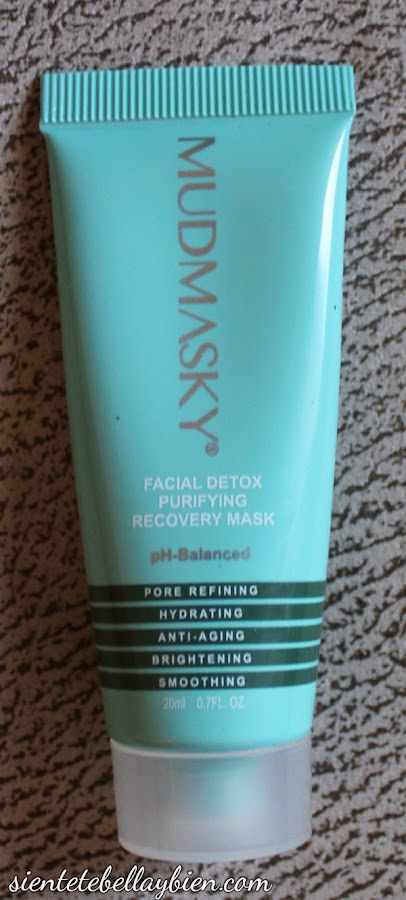 MUDMASKY®
FACIAL DETOX
PURIFYING
RECOVERY MASK
pH-Balanced
PORE REFINING
HYDRATING
ANTI-AGING
BRIGHTENING
SMOOTHING
20ml 0,7FL. OZ
sientetebellaybien.com